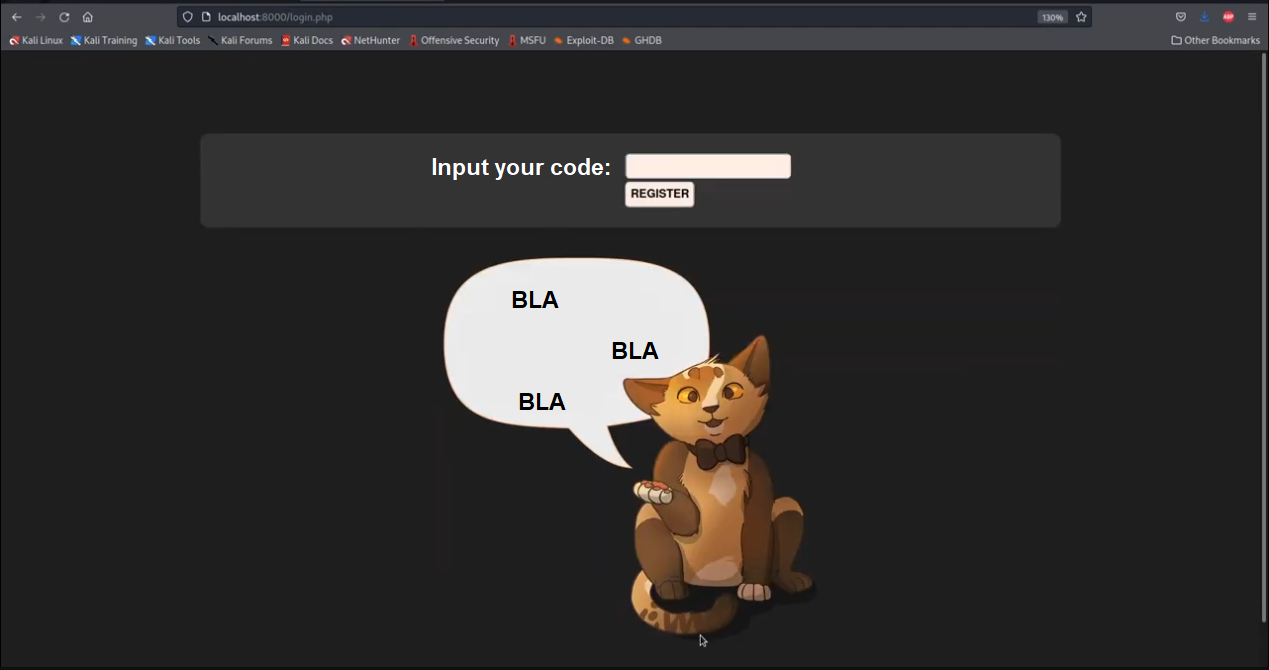 localhost:8000/login.php 130%
Kali Linux Kali Training Kali Tools Kali Forums Kali Docs NetHunter Offensive Security MSFU Exploit-DB GHDB Other Bookmarks
Input your code:
REGISTER
BLA
BLA
BLA